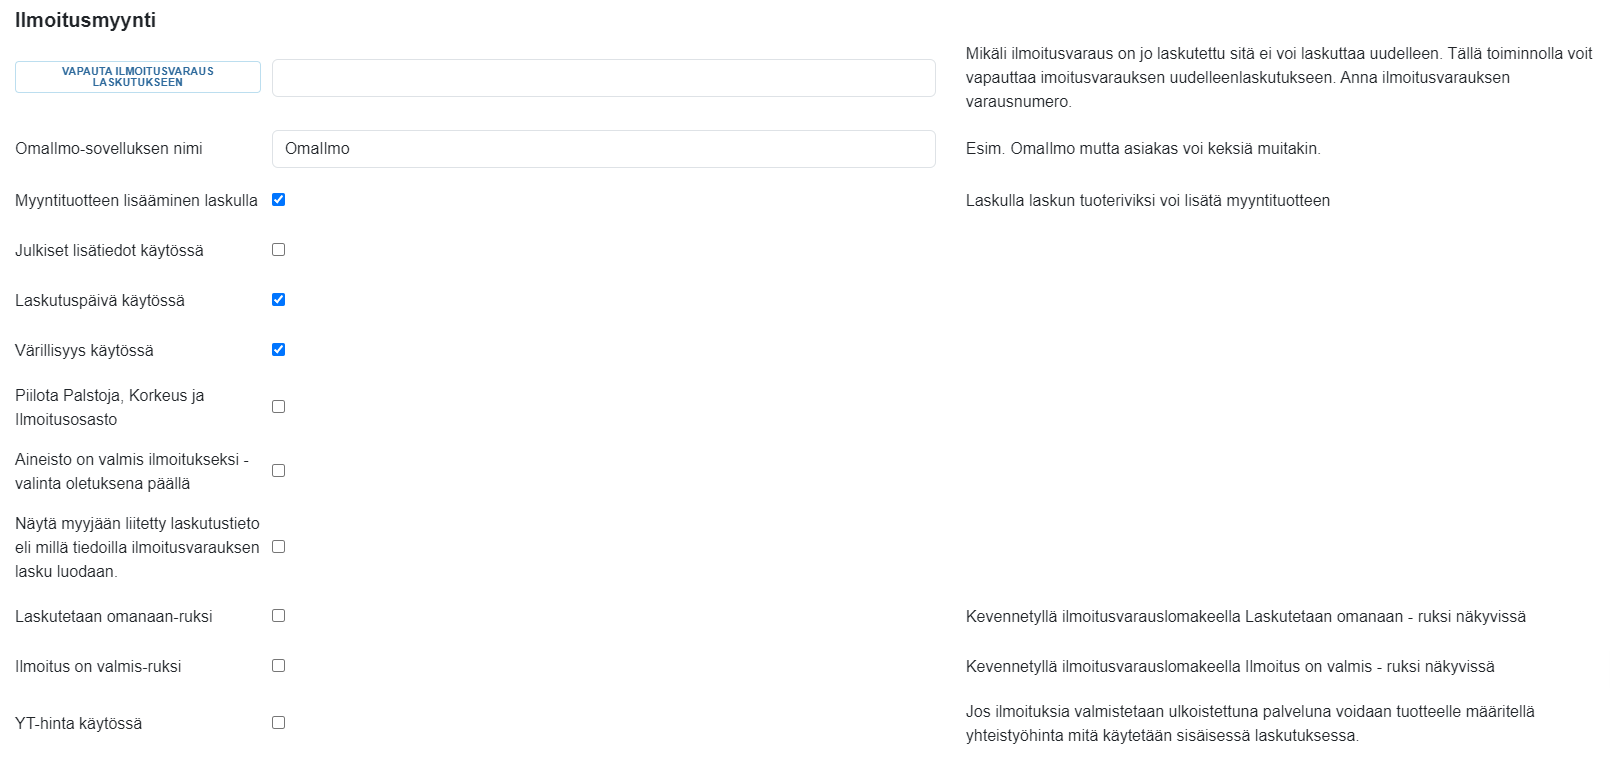 Ilmoitusmyynti
VAPAUTA ILMOITUSVARAUS
LASKUTUKSEEN
Mikäli ilmoitusvaraus on jo laskutettu sitä ei voi laskuttaa uudelleen. Tällä toiminnolla voit
vapauttaa imoitusvarauksen uudelleenlaskutukseen. Anna ilmoitusvarauksen
varausnumero.
OmaIlmo-sovelluksen nimi
OmaIlmo
Esim. OmaIlmo mutta asiakas voi keksiä muitakin.
Myyntituotteen lisääminen laskulla
Laskulla laskun tuoteriviksi voi lisätä myyntituotteen
Julkiset lisätiedot käytössä
Laskutuspäivä käytössä
Värillisyys käytössä
Piilota Palstoja, Korkeus ja
Ilmoitusosasto
Aineisto on valmis ilmoitukseksi -
valinta oletuksena päällä
Näytä myyjään liitetty laskutustieto
eli millä tiedoilla ilmoitusvarauksen
lasku luodaan.
Laskutetaan omanaan-ruksi
Kevennetyllä ilmoitusvarauslomakeella Laskutetaan omanaan - ruksi näkyvissä
Ilmoitus on valmis-ruksi
Kevennetyllä ilmoitusvarauslomakeella Ilmoitus on valmis - ruksi näkyvissä
YT-hinta käytössä
Jos ilmoituksia valmistetaan ulkoistettuna palveluna voidaan tuotteelle määritellä
yhteistyöhinta mitä käytetään sisäisessä laskutuksessa.